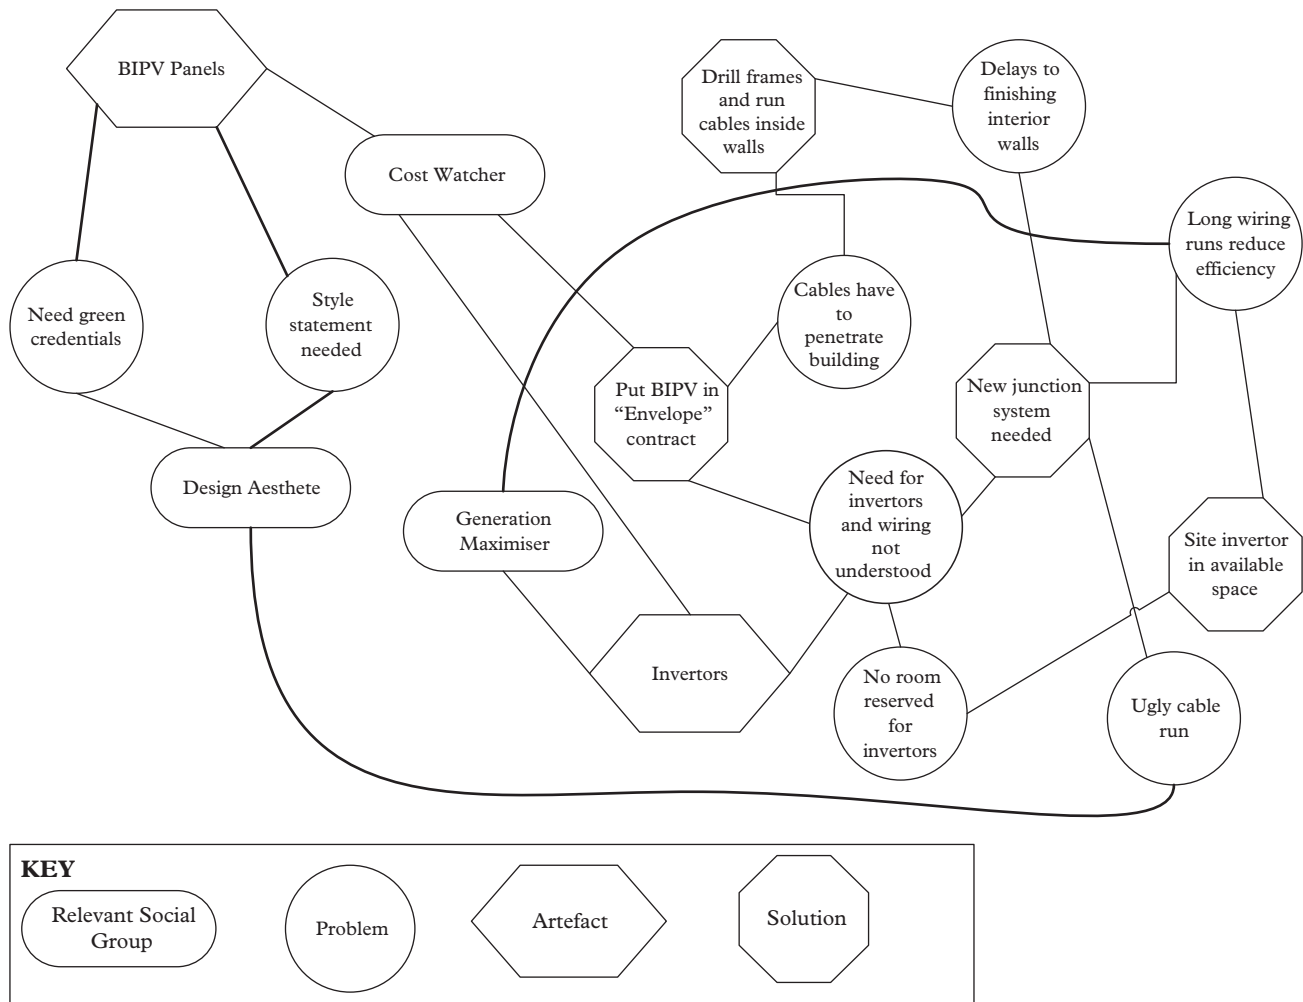 BIPV Panels
Drill frames
and run
cables inside
walls
Delays to
finishing
interior
walls
Cost Watcher
Long wiring
runs reduce
efficiency
Need green
credentials
Style
statement
needed
Cables have
to
penetrate
building
Put BIPV in
“Envelope”
contract
New junction
system
needed
Design Aesthete
Generation
Maximiser
Need for
invertors
and wiring
not
understood
Site invertor
in available
space
Invertors
No room
reserved
for
invertors
Ugly cable
run
KEY
Relevant Social
Group
Problem
Artefact
Solution